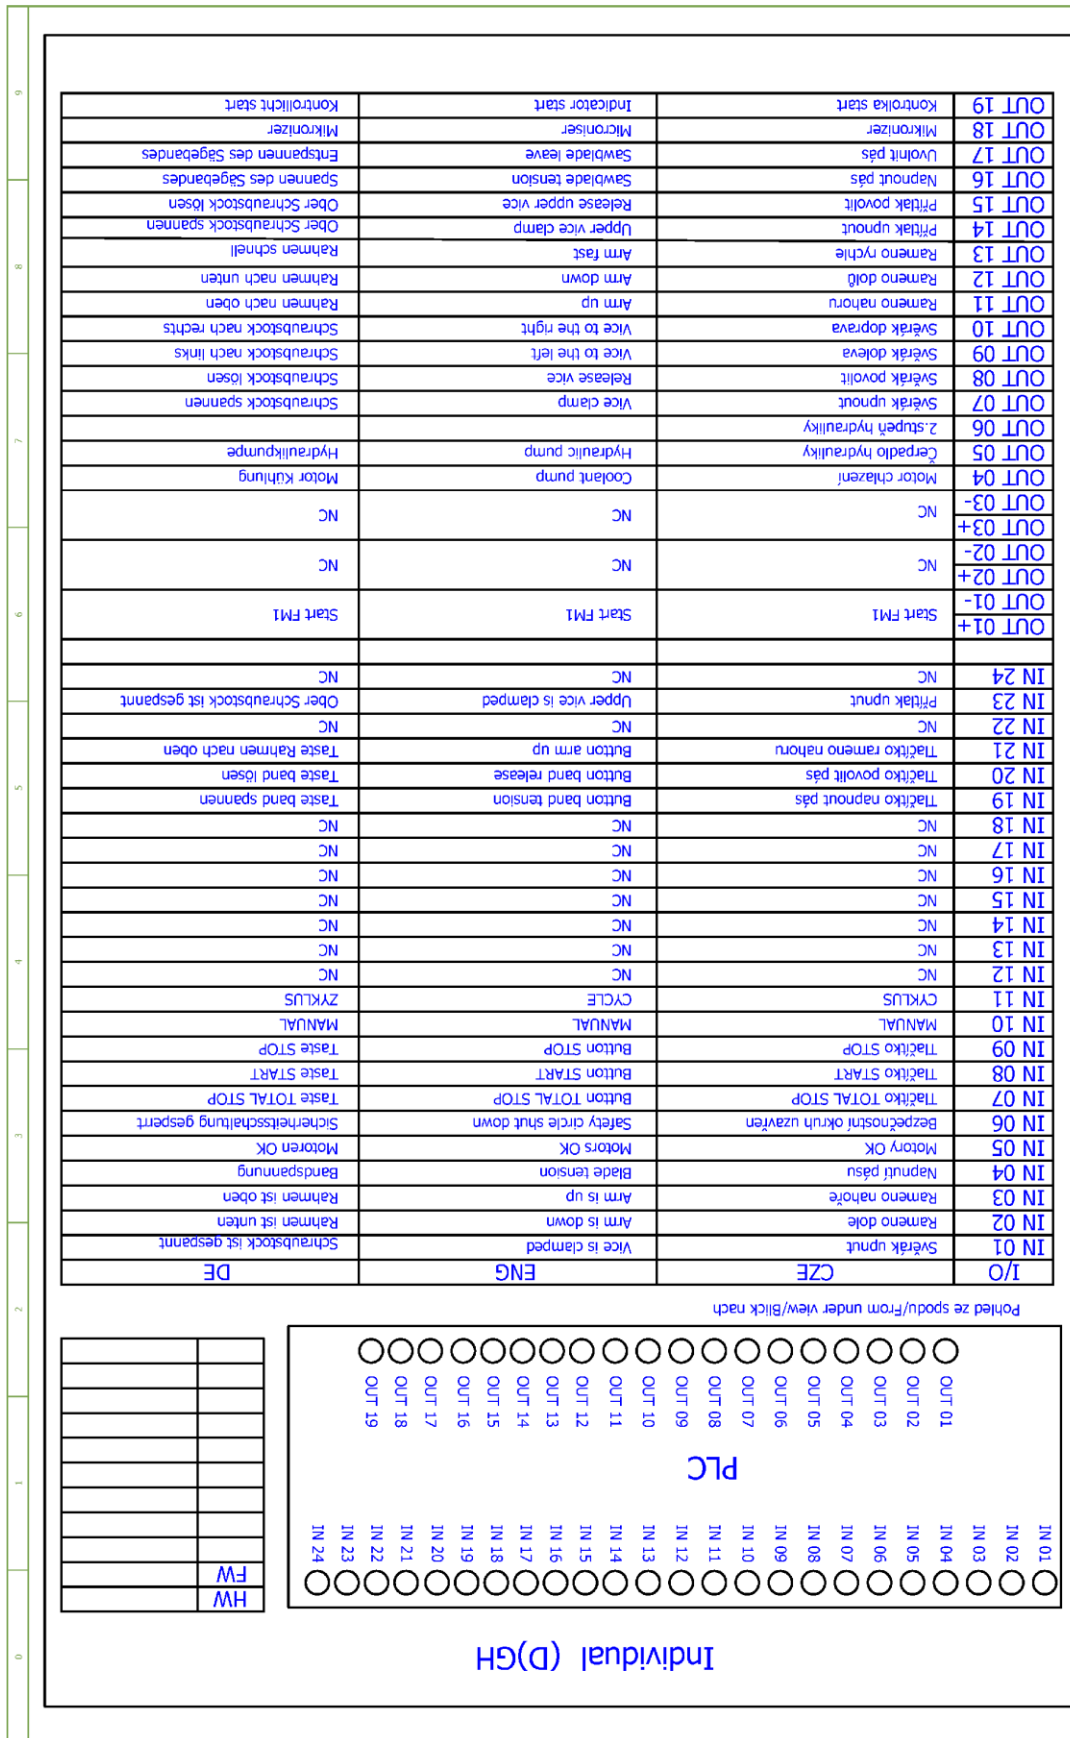 Individual (D)GH
HW
FW
IN 01 IN 02 IN 03 IN 04 IN 05 IN 06 IN 07 IN 08 IN 09 IN 10 IN 11 IN 12 IN 13 IN 14 IN 15 IN 16 IN 17 IN 18 IN 19 IN 20 IN 21 IN 22 IN 23 IN 24
PLC
OUT 01 OUT 02 OUT 03 OUT 04 OUT 05 OUT 06 OUT 07 OUT 08 OUT 09 OUT 10 OUT 11 OUT 12 OUT 13 OUT 14 OUT 15 OUT 16 OUT 17 OUT 18 OUT 19
Pohled ze spodu/From under view/Blick nach
I/O CZE ENG DE
IN 01 Svěrák upnut Vice is clamped Schraubstock ist gespannt
IN 02 Rameno dole Arm is down Rahmen ist unten
IN 03 Rameno nahoře Arm is up Rahmen ist oben
IN 04 Napnutí pásu Blade tension Bandspannung
IN 05 Motory OK Motors OK Motoren OK
IN 06 Bezpečnostní okruh uzavřen Safety circle shut down Sicherheitsschaltung gesperrt
IN 07 Tlačítko TOTAL STOP Button TOTAL STOP Taste TOTAL STOP
IN 08 Tlačítko START Button START Taste START
IN 09 Tlačítko STOP Button STOP Taste STOP
IN 10 MANUAL MANUAL MANUAL
IN 11 CYKLUS CYCLE ZYKLUS
IN 12 NC NC NC
IN 13 NC NC NC
IN 14 NC NC NC
IN 15 NC NC NC
IN 16 NC NC NC
IN 17 NC NC NC
IN 18 NC NC NC
IN 19 Tlačítko napnout pás Button band tension Taste band spannen
IN 20 Tlačítko povolit pás Button band release Taste band lösen
IN 21 Tlačítko rameno nahoru Button arm up Taste Rahmen nach oben
IN 22 NC NC NC
IN 23 Přítlak upnut Upper vice is clamped Ober Schraubstock ist gespannt
IN 24 NC NC NC
OUT 01+
OUT 01- Start FM1 Start FM1 Start FM1
OUT 02+
OUT 02- NC NC NC
OUT 03+
OUT 03- NC NC NC
OUT 04 Motor chlazení Coolant pump Motor Kühlung
OUT 05 Čerpadlo hydrauliky Hydraulic pump Hydraulikpumpe
OUT 06 2.stupeň hydrauliky
OUT 07 Svěrák upnout Vice clamp Schraubstock spannen
OUT 08 Svěrák povolit Release vice Schraubstock lösen
OUT 09 Svěrák doleva Vice to the left Schraubstock nach links
OUT 10 Svěrák doprava Vice to the right Schraubstock nach rechts
OUT 11 Rameno nahoru Arm up Rahmen nach oben
OUT 12 Rameno dolů Arm down Rahmen nach unten
OUT 13 Rameno rychle Arm fast Rahmen schnell
OUT 14 Přítlak upnout Upper vice clamp Ober Schraubstock spannen
OUT 15 Přítlak povolit Release upper vice Ober Schraubstock lösen
OUT 16 Napnout pás Sawblade tension Spannen des Sägebandes
OUT 17 Uvolnit pás Sawblade leave Entspannen des Sägebandes
OUT 18 Mikronizer Microniser Mikronizer
OUT 19 Kontrolka start Indicator start Kontrollicht start
0
1
2
3
4
5
6
7
8
9